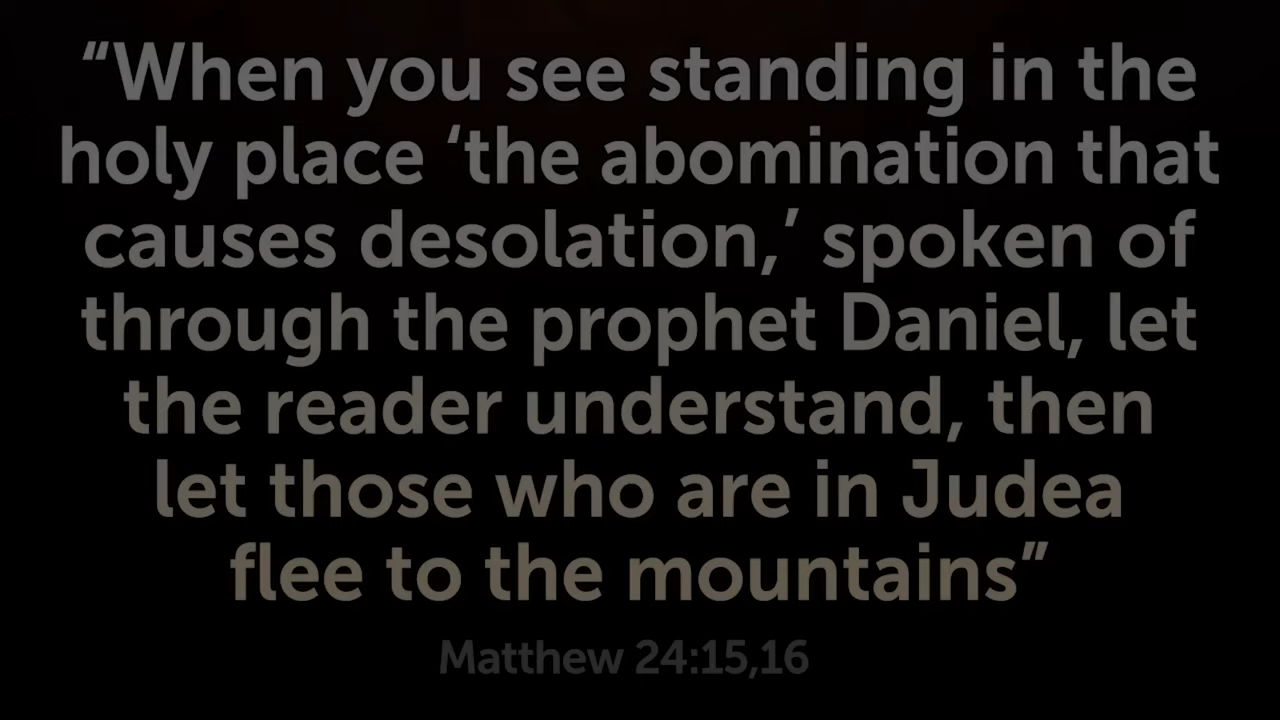 “When you see standing in the
holy place ‘the abomination that
causes desolation,’ spoken of
through the prophet Daniel, let
the reader understand, then
let those who are in Judea
flee to the mountains”
Matthew 24:15,16